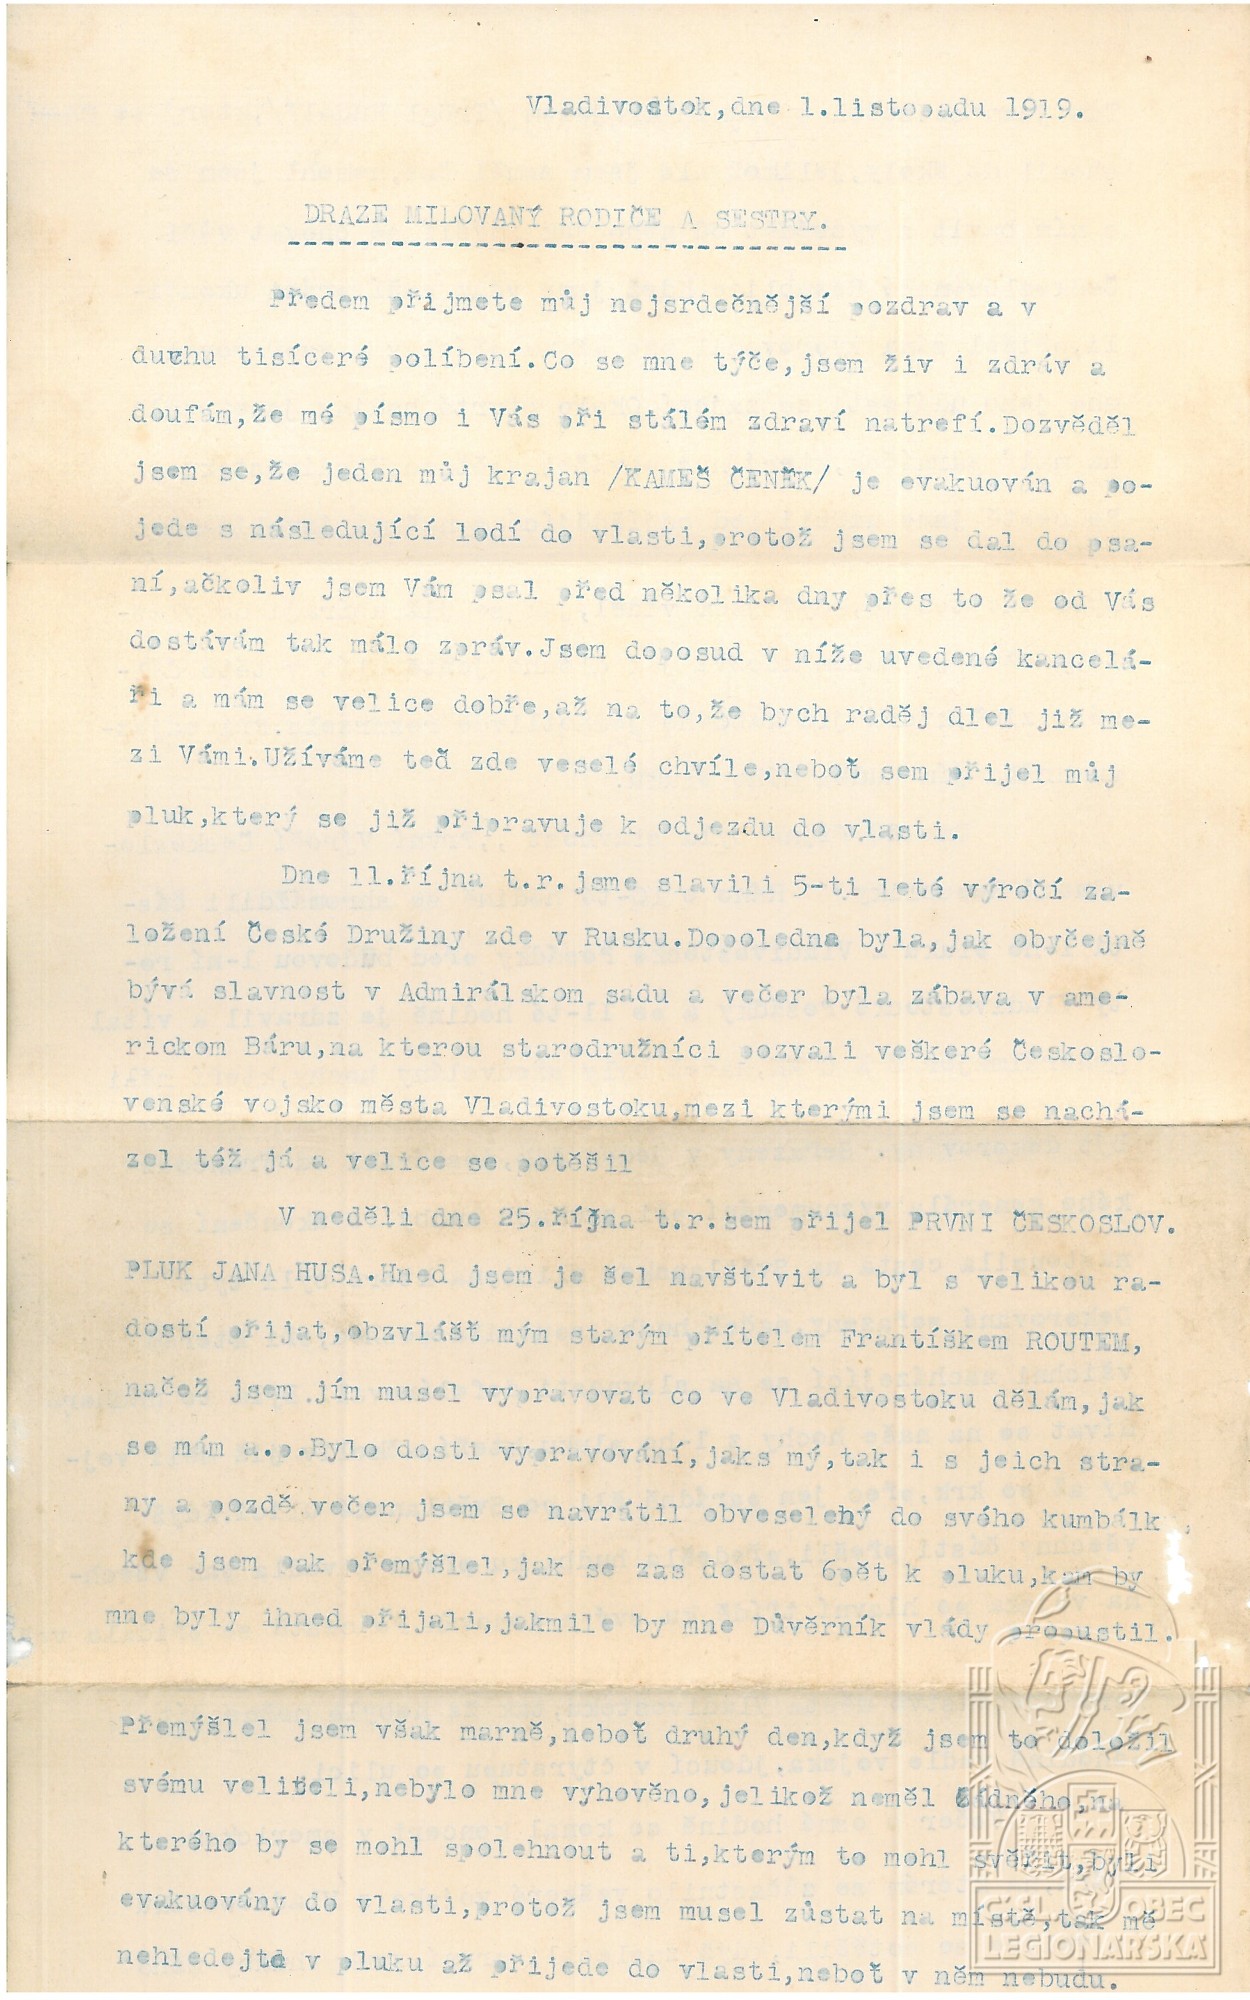 Vladivostok,dne 1.listopadu 1919.
DRAZE MILOVANÝ RODIČE A SESTRY.
Předem přijmete můj nejsrdečnější pozdrav a v
duchu tisíceré políbení.Co se mne týče,jsem živ i zdráv a
doufám,že mé písmo i Vás při stálém zdraví natrefí.Dozvěděl
jsem se,že jeden můj krajan /KAMEŠ ČENĚK/ je evakuován a po-
jede s následující lodí do vlasti,protož jsem se dal do psa-
ní,ačkoliv jsem Vám psal před několika dny přes to že od Vás
dostávám tak málo zpráv.Jsem doposud v níže uvedené kancelá-
ři a mám se velice dobře,až na to,že bych raděj dlel již me-
zi Vámi.Užíváme teď zde veselé chvíle,neboť sem přijel můj
pluk,který se již připravuje k odjezdu do vlasti.
Dne 11.října t.r.jsme slavili 5-ti leté výročí za-
ložení České Družiny zde v Rusku.Dopoledne byla,jak obyčejně
bývá slavnost v Admirálskom sadu a večer byla zábava v ame-
rickom Báru,na kterou starodružníci pozvali veškeré Českoslo-
venské vojsko města Vladivostoku,mezi kterými jsem se nachá-
zel též já a velice se potěšil
V neděli dne 25.října t.r.sem přijel PRVNI ČESKOSLOV.
PLUK JANA HUSA.Hned jsem je šel navštívit a byl s velikou ra-
dostí přijat,obzvlášť mým starým přítelem Frantíškem ROUTEM,
načež jsem jím musel vypravovat co ve Vladivostoku dělám,jak
se mám a.p.Bylo dosti vypravování,jaks mý,tak i s jeich stra-
ny a pozdě večer jsem se navrátil obveselehý do svého kumbálk,
kde jsem pak přemýšlel,jak se zas dostat 6pět k pluku,kam by
mne byly ihned přijali,jakmile by mne Důvěrník vlády propustil.
Přemýšlel jsem však marně,neboť druhý den,když jsem to doložil
svému veliteli,nebylo mne vyhověno,jelikož neměl žádného,na
kterého by se mohl spolehnout a ti,kterým to mohl svěřit,byli
evakuovány do vlasti,protož jsem musel zůstat na místě,tak mě
nehledejte v pluku až přijede do vlasti,neboť v něm nebudu.
ČSL. OBEC
LEGIONÁŘSKÁ